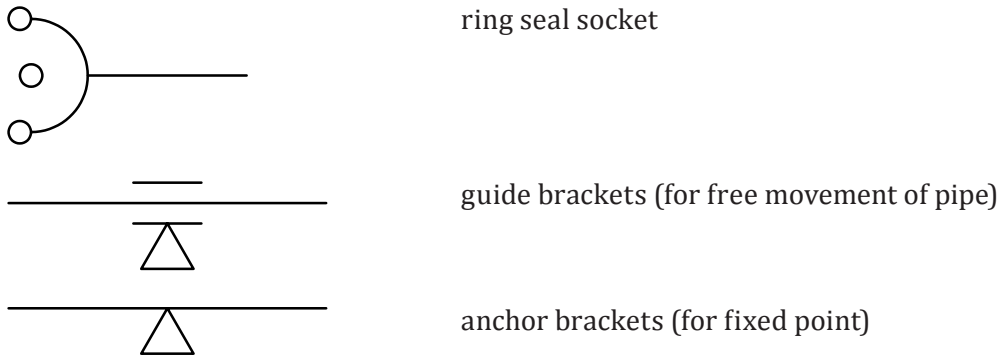 ring seal socket
guide brackets (for free movement of pipe)
anchor brackets (for fixed point)